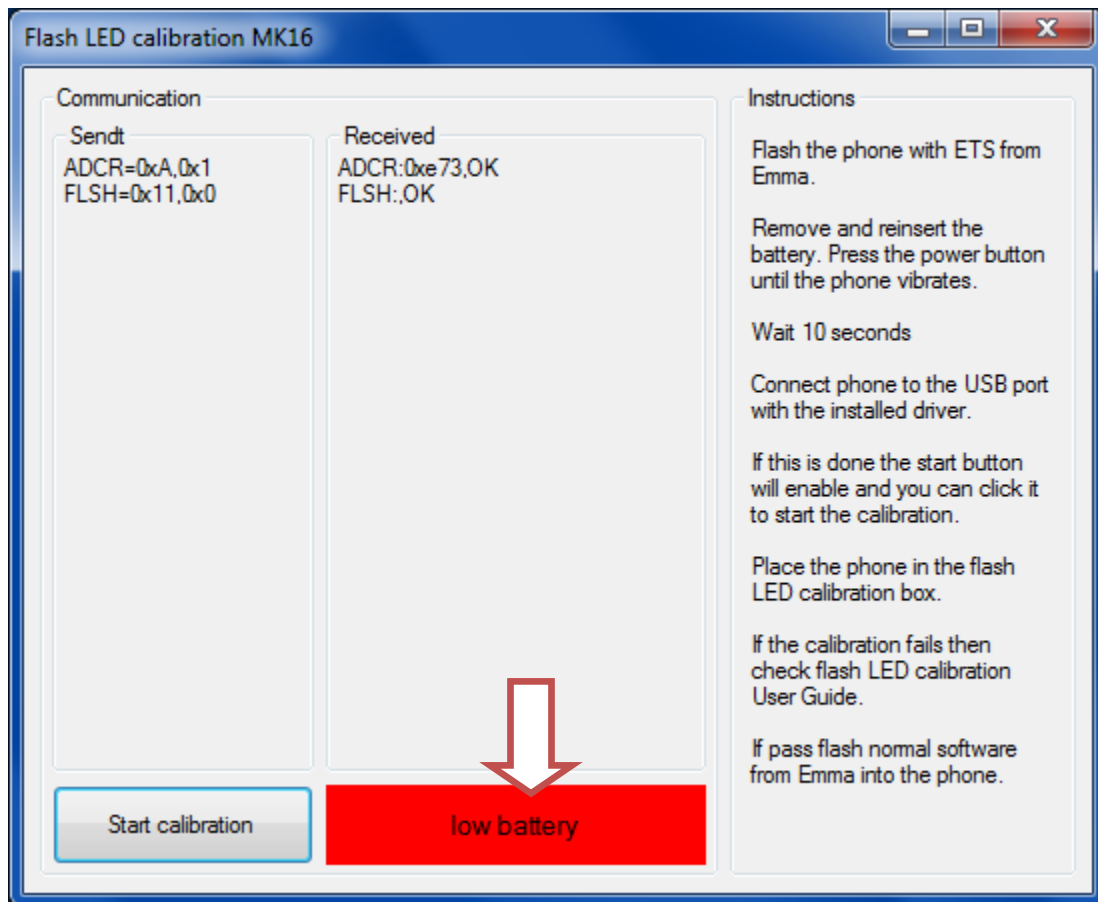 Flash LED calibration MK16
Communication
Sendt
ADCR=0xA,0x1
FLSH=0x11,0x0
Received
ADCR:0xe73,OK
FLSH:,OK
Start calibration
low battery
Instructions
Flash the phone with ETS from
Emma.
Remove and reinsert the
battery. Press the power button
until the phone vibrates.
Wait 10 seconds
Connect phone to the USB port
with the installed driver.
If this is done the start button
will enable and you can click it
to start the calibration.
Place the phone in the flash
LED calibration box.
If the calibration fails then
check flash LED calibration
User Guide.
If pass flash normal software
from Emma into the phone.